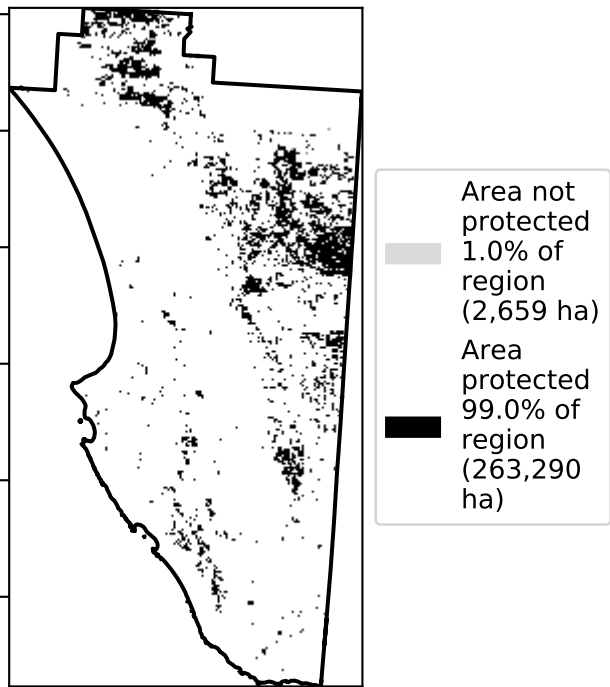 Area not
protected
1.0% of
region
(2,659 ha)
Area
protected
99.0% of
region
(263,290
ha)